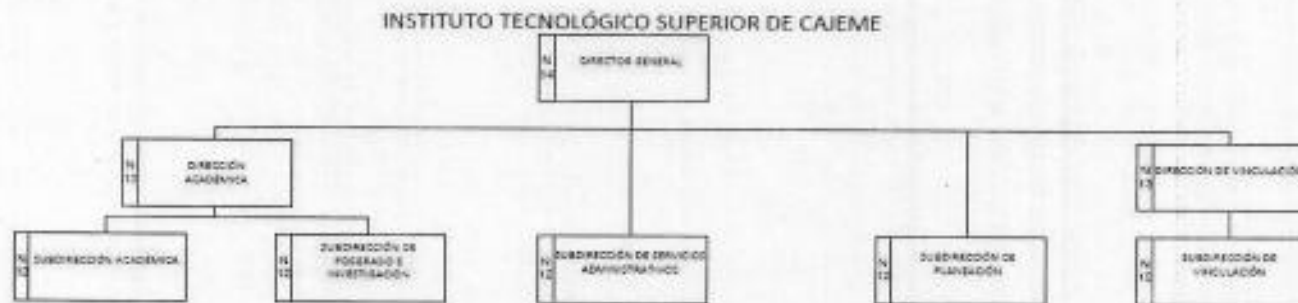 INSTITUTO TECNOLÓGICO SUPERIOR DE CAJEME
N
14
DIRECTOR GENERAL
N
13
DIRECCIÓN
ACADÉMICA
N
13
DIRECCIÓN DE VINCULACIÓN
N
12
SUBDIRECCIÓN ACADÉMICA
N
12
SUBDIRECCIÓN DE
POSGRADO E
INVESTIGACIÓN
N
12
SUBDIRECCIÓN DE SERVICIOS
ADMINISTRATIVOS
N
12
SUBDIRECCIÓN DE
PLANEACIÓN
N
12
SUBDIRECCIÓN DE
VINCULACIÓN